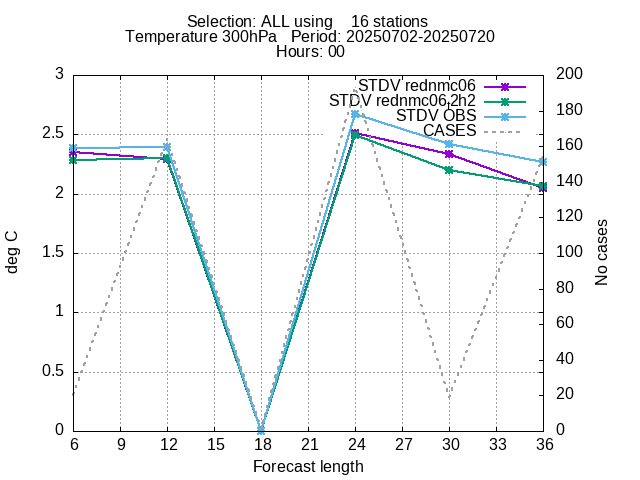 Selection: ALL using    16 stations
Temperature 300hPa   Period: 20250702-20250720
Hours: 00
STDV rednmc06
STDV rednmc06.2h2
STDV OBS
CASES
3
2.5
2
1.5
1
0.5
0
200
180
160
140
120
100
80
60
40
20
0
deg C
No cases
6 9 12 15 18 21 24 27 30 33 36
Forecast length